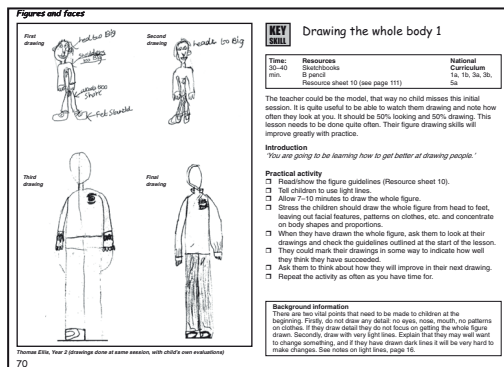 Figures and faces
First
drawing
Second
drawing
head too Big
too Big
too
Short
heads too Big
Third
drawing
Final
drawing
Thomas Ellis, Year 2 (drawings done at same session, with child's own evaluations)
70
KEY
SKILL
Drawing the whole body 1
Time:
30–40
min.
Resources
Sketchbooks
B pencil
Resource sheet 10 (see page 111)
National
Curriculum
1a, 1b, 3a, 3b,
5a
The teacher could be the model, that way no child misses this initial
session. It is quite useful to be able to watch them drawing and note how
often they look at you. It should be 50% looking and 50% drawing. This
lesson needs to be done quite often. Their figure drawing skills will
improve greatly with practice.
Introduction
'You are going to be learning how to get better at drawing people.'
Practical activity
❒ Read/show the figure guidelines (Resource sheet 10).
❒ Tell children to use light lines.
❒ Allow 7–10 minutes to draw the whole figure.
❒ Stress the children should draw the whole figure from head to feet,
leaving out facial features, patterns on clothes, etc. and concentrate
on body shapes and proportions.
❒ When they have drawn the whole figure, ask them to look at their
drawings and check the guidelines outlined at the start of the lesson.
❒ They could mark their drawings in some way to indicate how well
they think they have succeeded.
❒ Ask them to think about how they will improve in their next drawing.
❒ Repeat the activity as often as you have time for.
Background information
There are two vital points that need to be made to children at the
beginning. Firstly, do not draw any detail: no eyes, nose, mouth, no patterns
on clothes. If they draw detail they do not focus on getting the whole figure
drawn. Secondly, draw with very light lines. Explain that they may well want
to change something, and if they have drawn dark lines it will be very hard to
make changes. See notes on light lines, page 16.